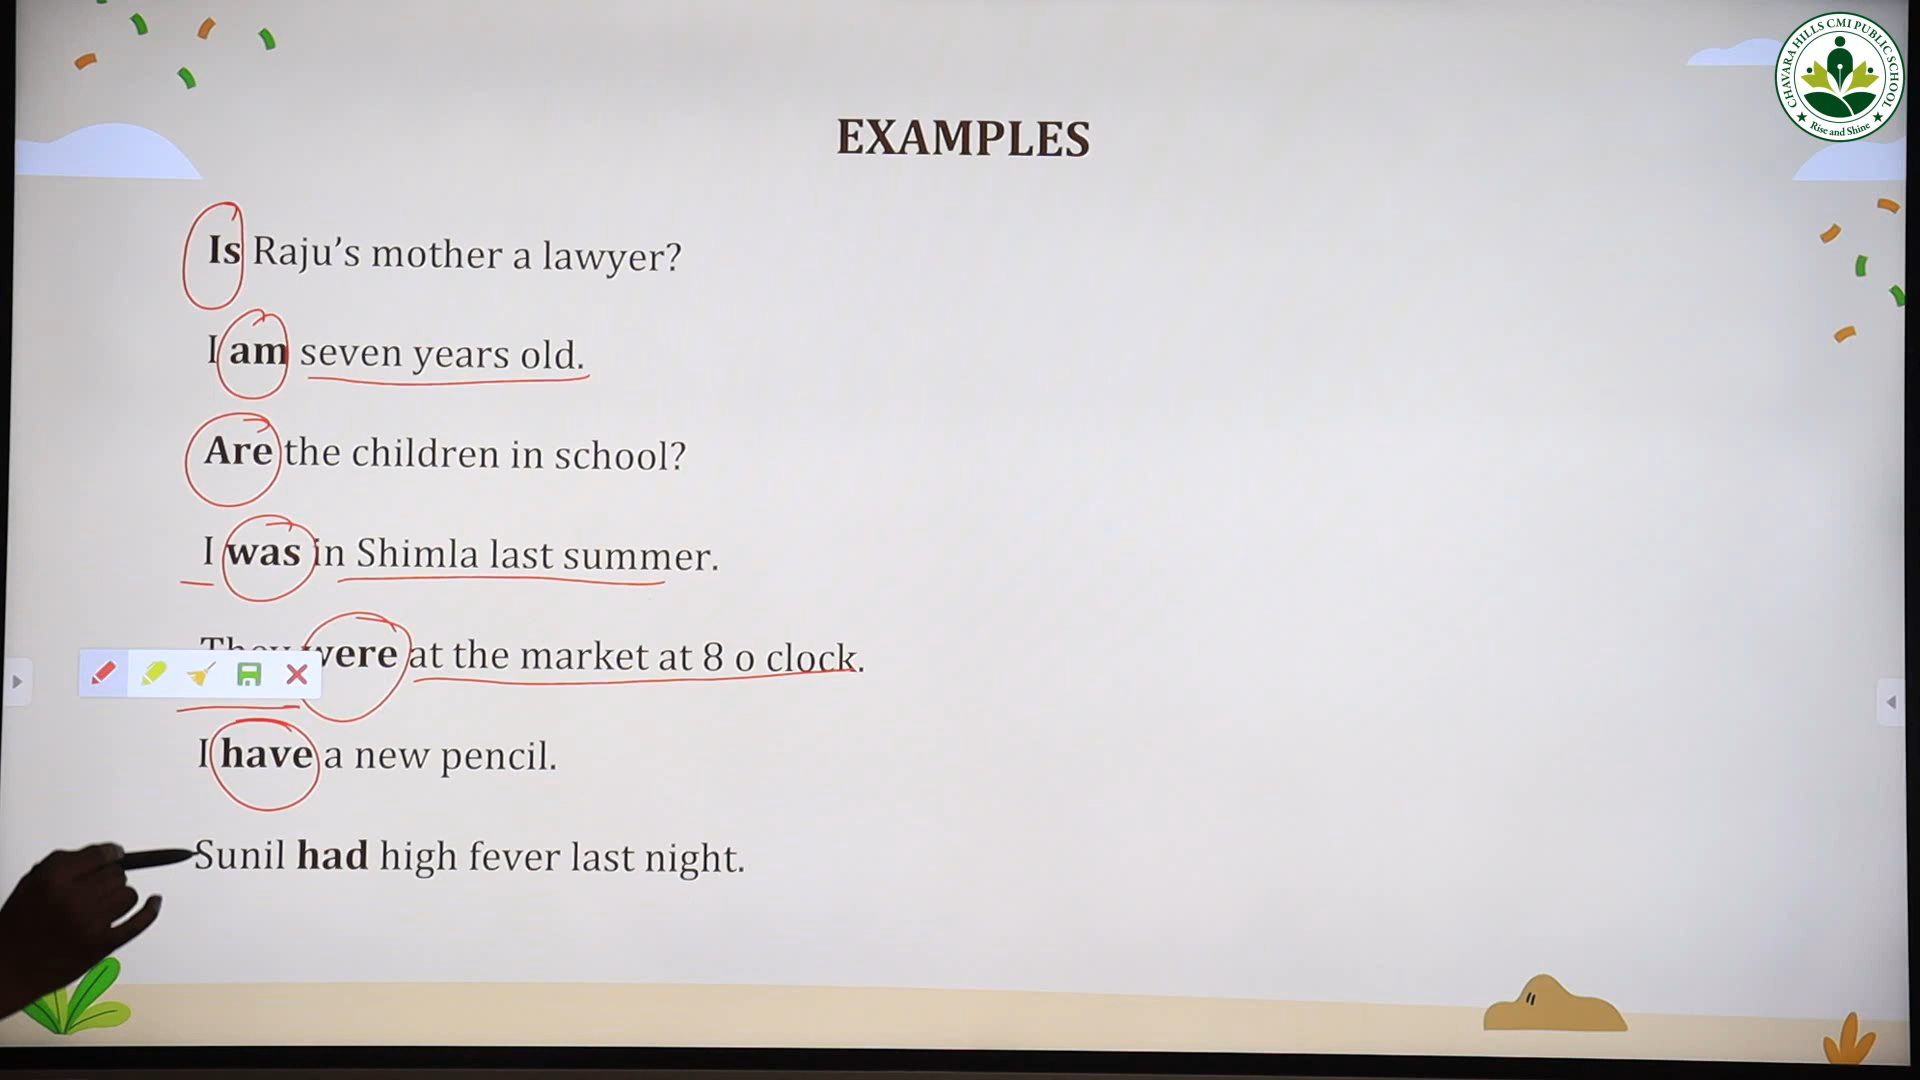 CHAVARA HILLS CMI PUBLIC SCHOOL
Rise and Shine
EXAMPLES
Is Raju’s mother a lawyer?
I am seven years old.
Are the children in school?
I was in Shimla last summer.
They were at the market at 8 o clock.
I have a new pencil.
Sunil had high fever last night.